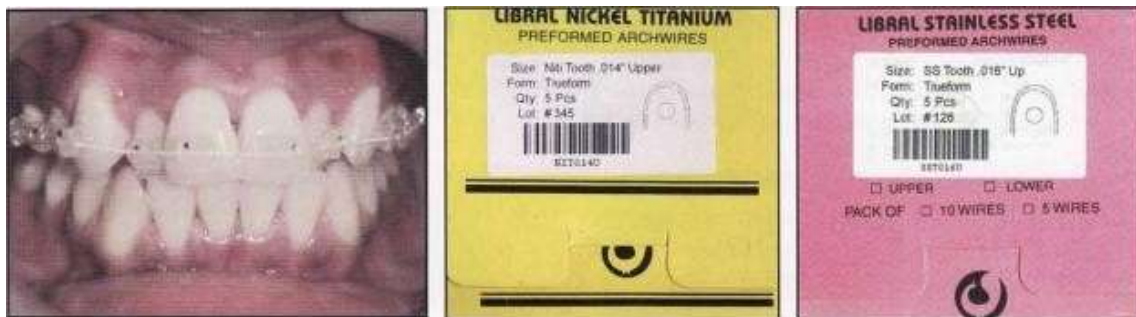 LIBRAL NICKEL TITANIUM
PREFORMED ARCHWIRES
Size: Niti Tooth .014" Upper
Form: Trueform
Qty: 5 Pcs
Lot: #345
NIT014U
LIBRAL STAINLESS STEEL
PREFORMED ARCHWIRES
Size: SS Tooth .016" Up
Form: Trueform
Qty: 5 Pcs
Lot: #126
SST016U
☐ UPPER ☐ LOWER
PACK OF ☐ 10 WIRES ☐ 5 WIRES